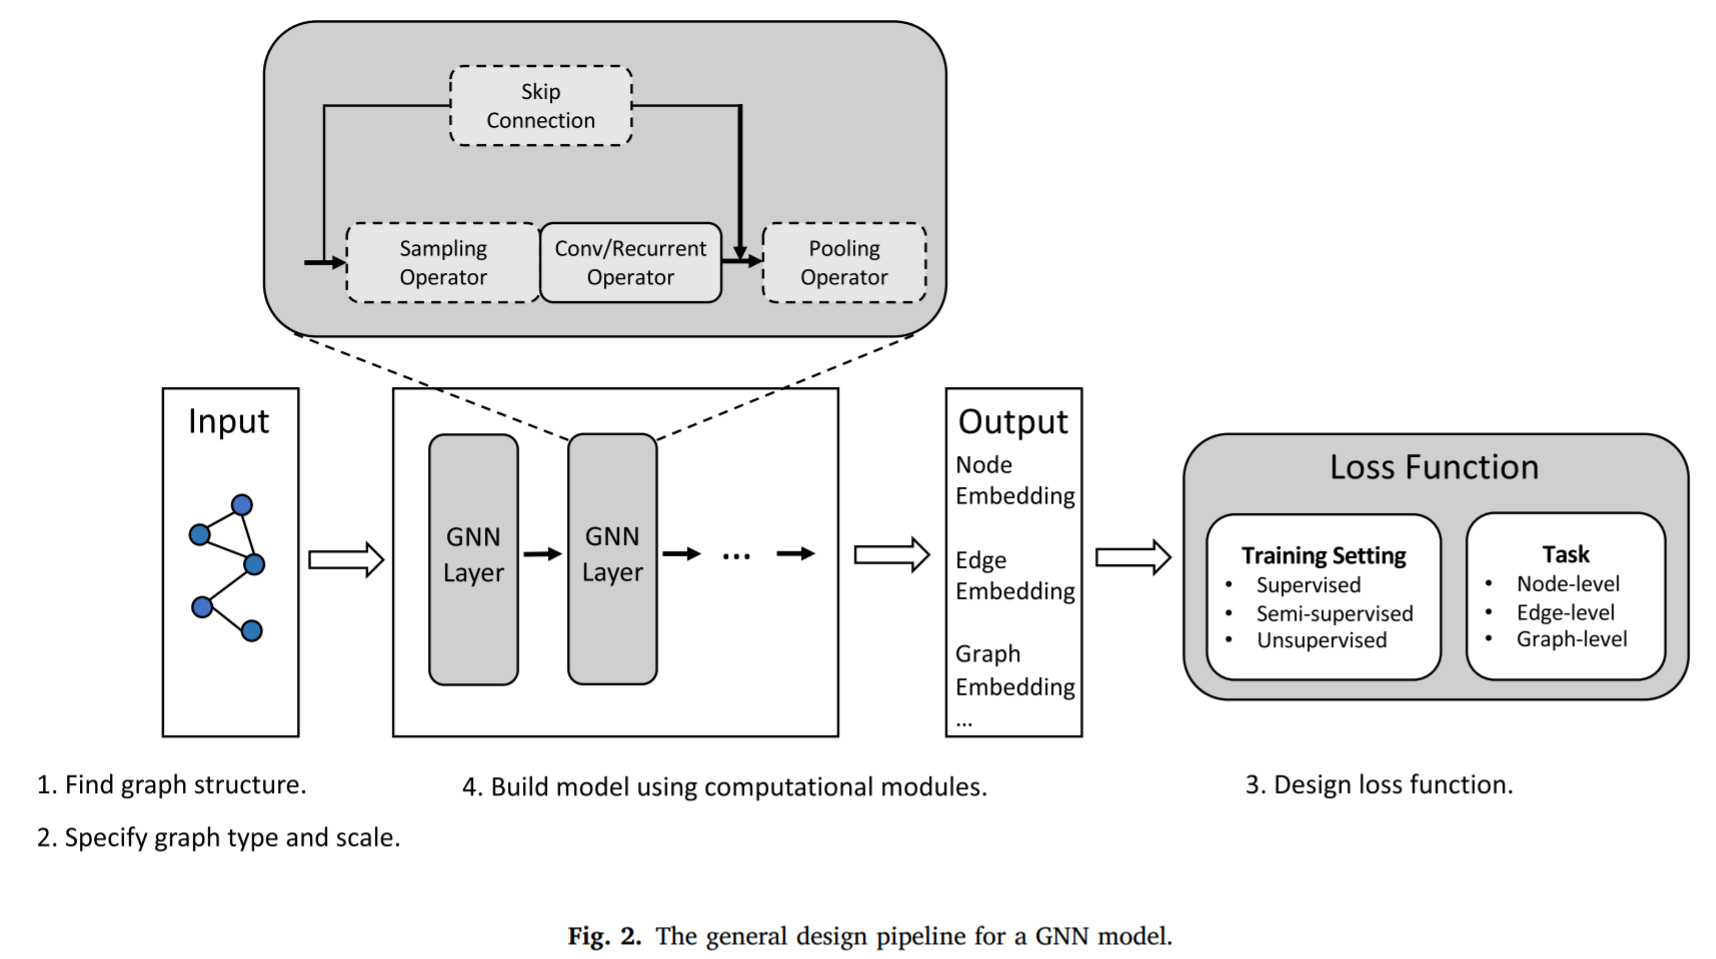 Skip
Connection
Sampling
Operator
Conv/Recurrent
Operator
Pooling
Operator
Input
GNN
Layer
GNN
Layer
...
Output
Node
Embedding
Edge
Embedding
Graph
Embedding
...
Loss Function
Training Setting
• Supervised
• Semi-supervised
• Unsupervised
Task
• Node-level
• Edge-level
• Graph-level
1. Find graph structure.
2. Specify graph type and scale.
4. Build model using computational modules.
3. Design loss function.
Fig. 2. The general design pipeline for a GNN model.